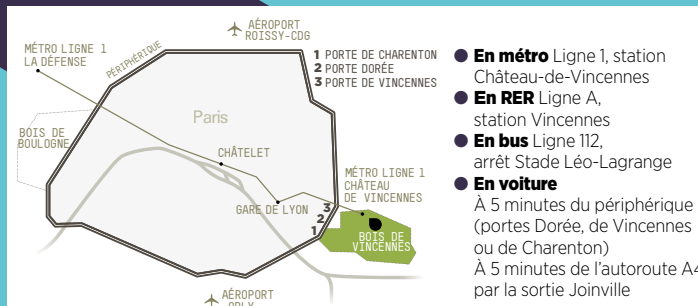 AÉROPORT
ROISSY-CDG
MÉTRO LIGNE 1
LA DÉFENSE
PÉRIPHÉRIQUE
1 PORTE DE CHARENTON
2 PORTE DORÉE
3 PORTE DE VINCENNES
Paris
BOIS DE
BOULOGNE
CHÂTELET
MÉTRO LIGNE 1
CHÂTEAU
DE VINCENNES
GARE DE LYON
3
2
1
BOIS DE
VINCENNES
AÉROPORT
ORLY
● En métro Ligne 1, station
Château-de-Vincennes
● En RER Ligne A,
station Vincennes
● En bus Ligne 112,
arrêt Stade Léo-Lagrange
● En voiture
À 5 minutes du périphérique
(portes Dorée, de Vincennes
ou de Charenton)
À 5 minutes de l'autoroute A4
par la sortie Joinville